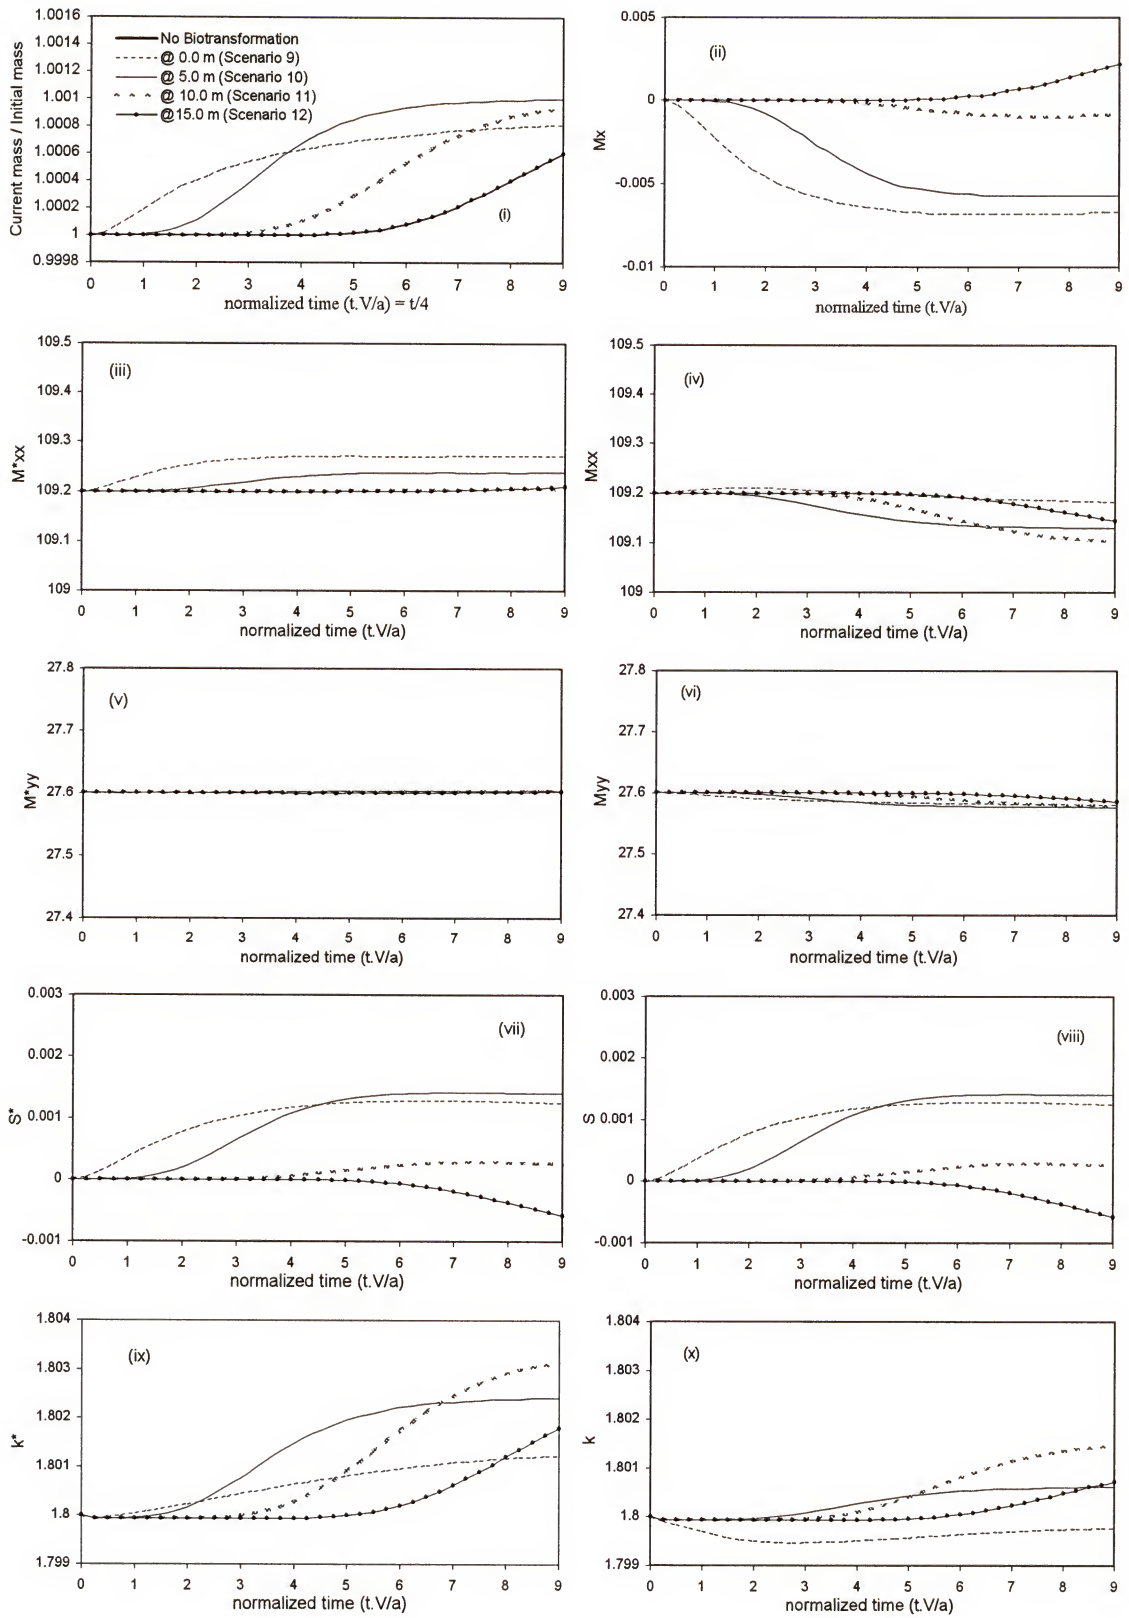 1.0016
1.0014
1.0012
1.001
1.0008
1.0006
1.0004
1.0002
1
0.9998
Current mass / Initial mass
No Biotransformation
@ 0.0 m (Scenario 9)
@ 5.0 m (Scenario 10)
@ 10.0 m (Scenario 11)
@15.0 m (Scenario 12)
(i)
0 1 2 3 4 5 6 7 8 9
normalized time (t.V/a) = t/4
0.005
0
-0.005
-0.01
Mx
(ii)
0 1 2 3 4 5 6 7 8 9
normalized time (t.V/a)
109.5
109.4
109.3
109.2
109.1
109
M*xx
(iii)
0 1 2 3 4 5 6 7 8 9
normalized time (t.V/a)
109.5
109.4
109.3
109.2
109.1
109
Mxx
(iv)
0 1 2 3 4 5 6 7 8 9
normalized time (t.V/a)
27.8
27.7
27.6
27.5
27.4
M*yy
(v)
0 1 2 3 4 5 6 7 8 9
normalized time (t.V/a)
27.8
27.7
27.6
27.5
27.4
Myy
(vi)
0 1 2 3 4 5 6 7 8 9
normalized time (t.V/a)
0.003
0.002
0.001
0
-0.001
S*
(vii)
0 1 2 3 4 5 6 7 8 9
normalized time (t.V/a)
0.003
0.002
0.001
0
-0.001
S
(viii)
0 1 2 3 4 5 6 7 8 9
normalized time (t.V/a)
1.804
1.803
1.802
1.801
1.8
1.799
k*
(ix)
0 1 2 3 4 5 6 7 8 9
normalized time (t.V/a)
1.804
1.803
1.802
1.801
1.8
1.799
k
(x)
0 1 2 3 4 5 6 7 8 9
normalized time (t.V/a)